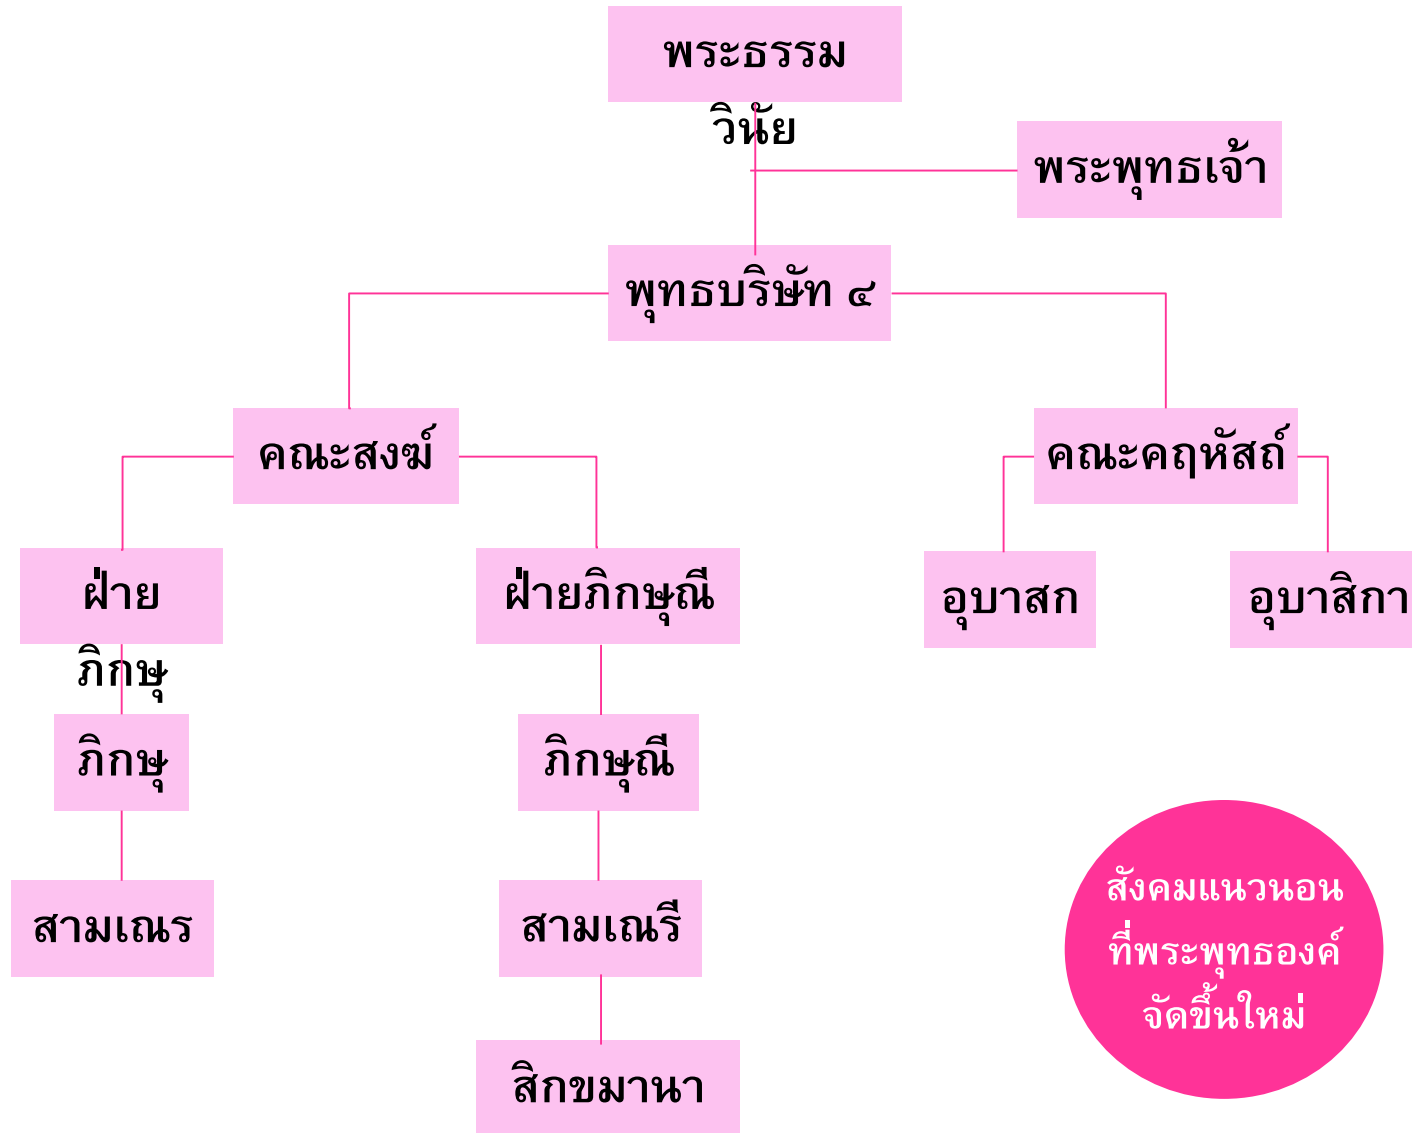 พระธรรม
วินัย
พระพุทธเจ้า
พุทธบริษัท ๔
คณะสงฆ์
คณะคฤหัสถ์
ฝ่าย
ภิกษุ
ฝ่ายภิกษุณี
อุบาสก
อุบาสิกา
ภิกษุ
ภิกษุณี
สามเณร
สามเณรี
สิกขมานา
สังคมแนวนอน
ที่พระพุทธองค์
จัดขึ้นใหม่